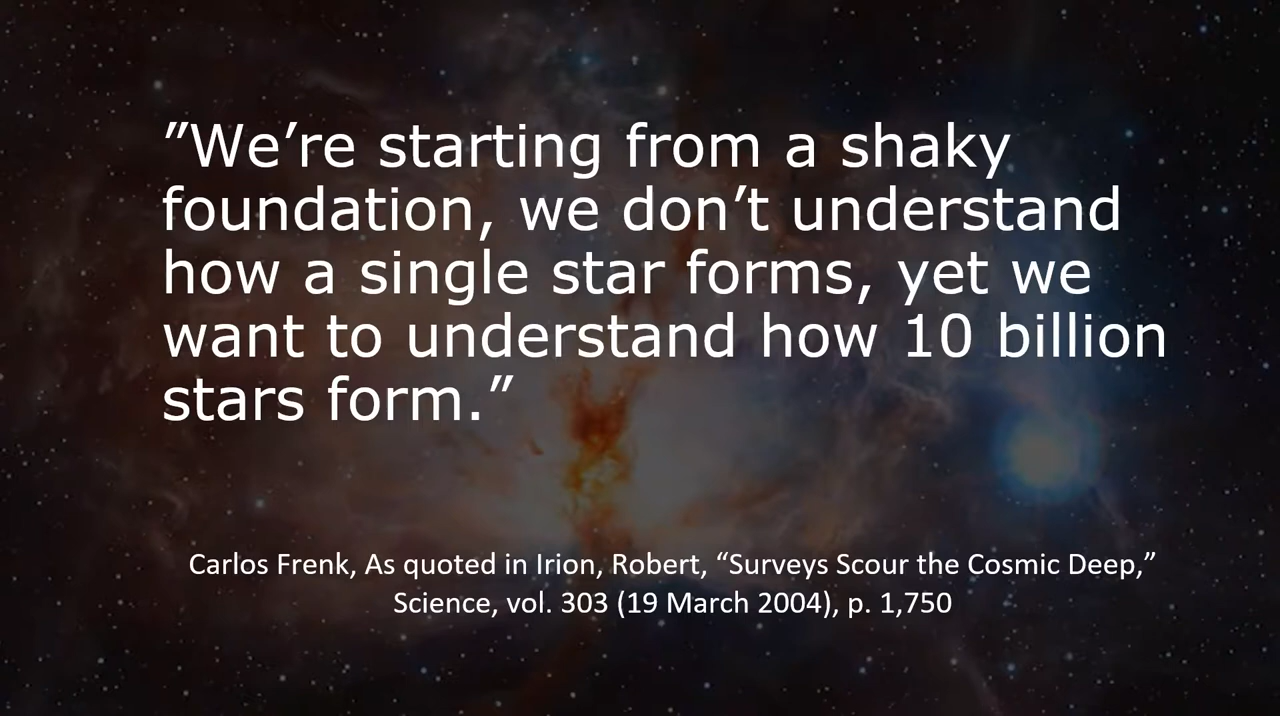 ”We’re starting from a shaky
foundation, we don’t understand
how a single star forms, yet we
want to understand how 10 billion
stars form.”
Carlos Frenk, As quoted in Irion, Robert, “Surveys Scour the Cosmic Deep,”
Science, vol. 303 (19 March 2004), p. 1,750